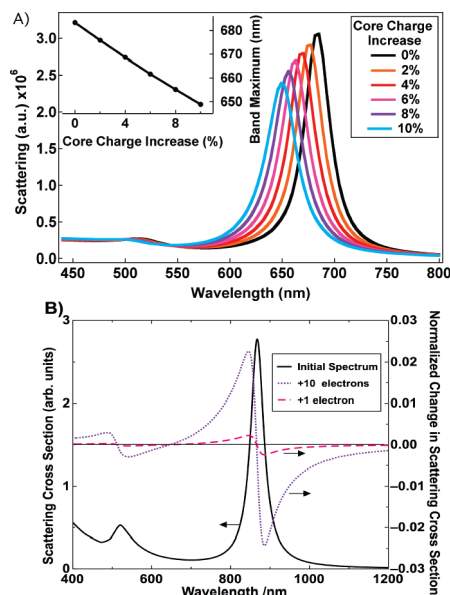 A)
Scattering (a.u.) x10⁶
3.0
2.5
2.0
1.5
1.0
0.5
0.0
500
550
600
650
700
750
800
Wavelength (nm)
0
4
8
Core Charge Increase (%)
680
670
660
650
Band Maximum (nm)
Core Charge
Increase
0%
2%
4%
6%
8%
10%
B)
Scattering Cross Section (arb. units)
3
2
1
0
400
600
800
1000
1200
Wavelength /nm
Initial Spectrum
+10 electrons
+1 electron
0.03
0.02
0.01
0.00
−0.01
−0.02
−0.03
Normalized Change in
Scattering Cross Section